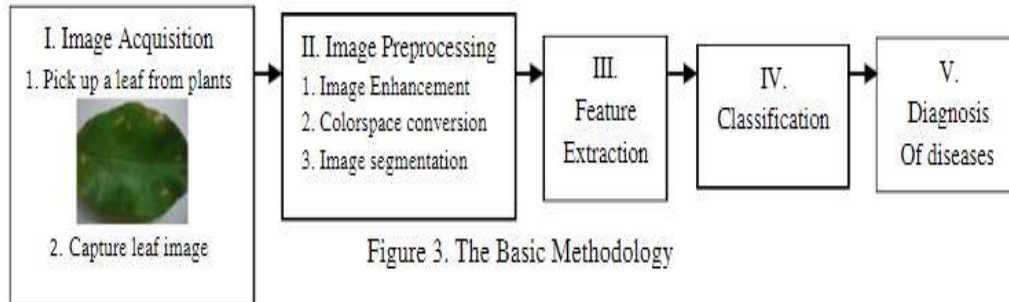 I. Image Acquisition
1. Pick up a leaf from plants
2. Capture leaf image
II. Image Preprocessing
1. Image Enhancement
2. Colorspace conversion
3. Image segmentation
III.
Feature
Extraction
IV.
Classification
V.
Diagnosis
Of diseases
Figure 3. The Basic Methodology